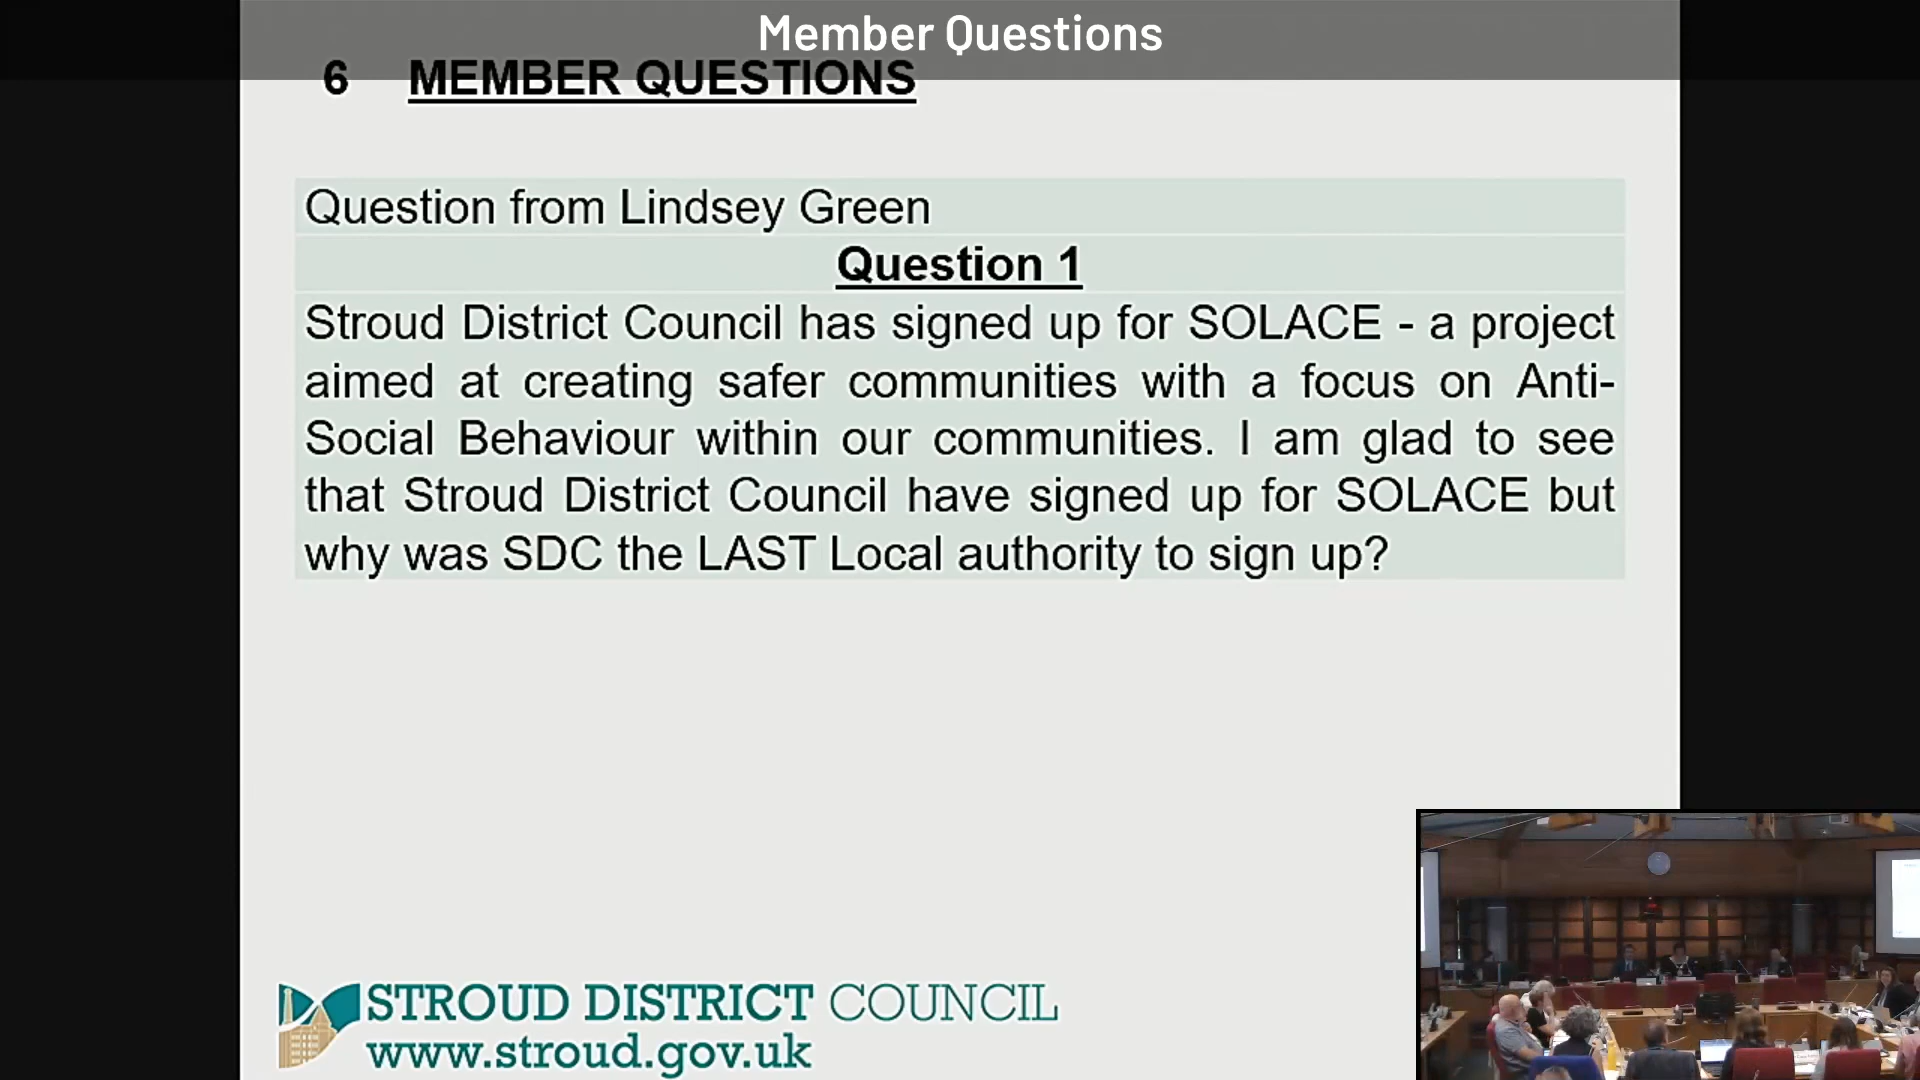 Member Questions
6 MEMBER QUESTIONS
Question from Lindsey Green
Question 1
Stroud District Council has signed up for SOLACE - a project
aimed at creating safer communities with a focus on Anti-
Social Behaviour within our communities. I am glad to see
that Stroud District Council have signed up for SOLACE but
why was SDC the LAST Local authority to sign up?
STROUD DISTRICT COUNCIL
www.stroud.gov.uk